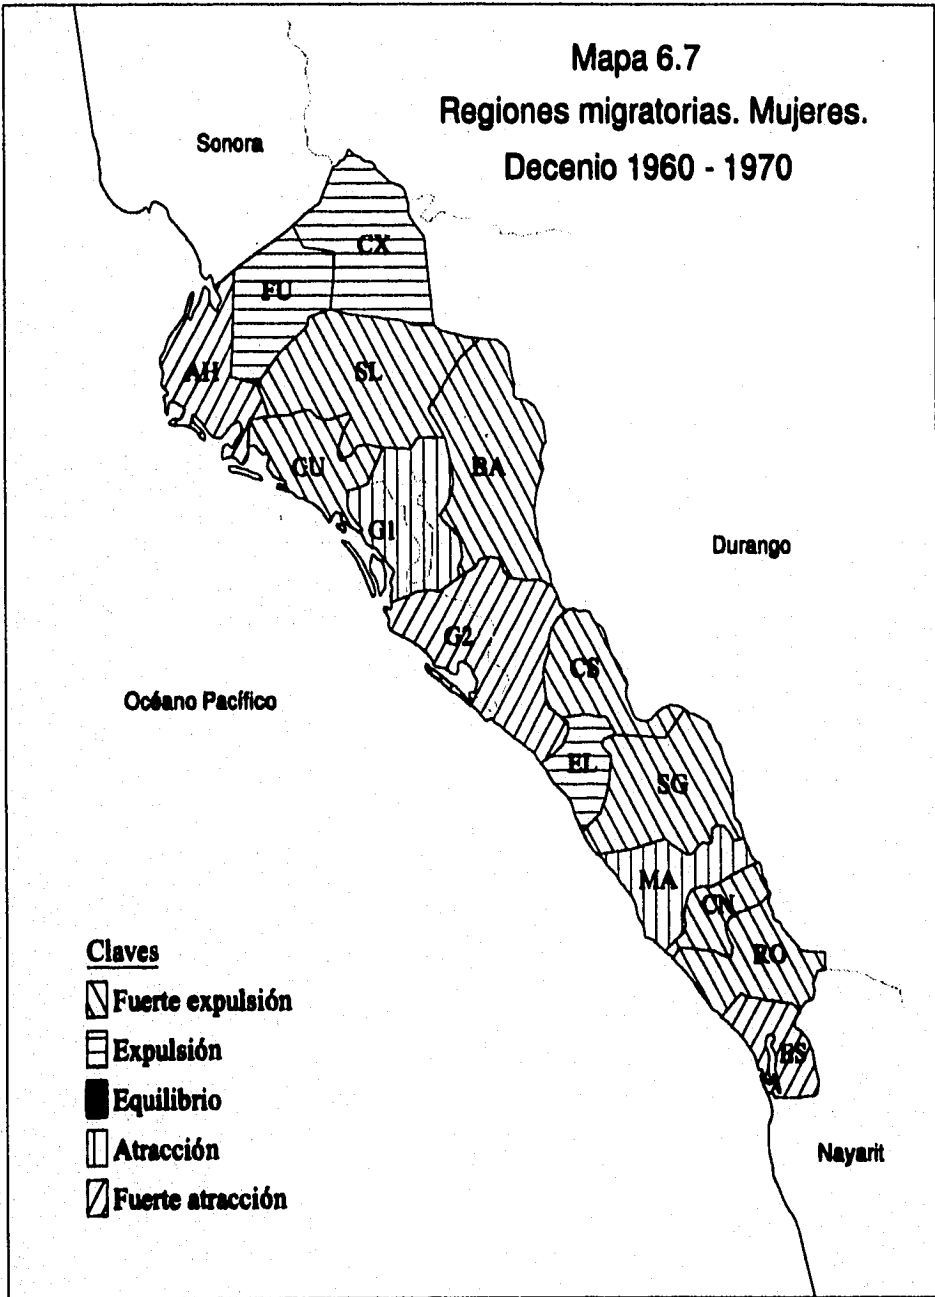 Mapa 6.7
Regiones migratorias. Mujeres.
Decenio 1960 - 1970
Sonora
CX
FU
AH
SL
GU
BA
G1
Durango
G2
CS
Océano Pacífico
EL
SG
MA
CN
RO
ES
Claves
Fuerte expulsión
Expulsión
Equilibrio
Atracción
Fuerte atracción
Nayarit